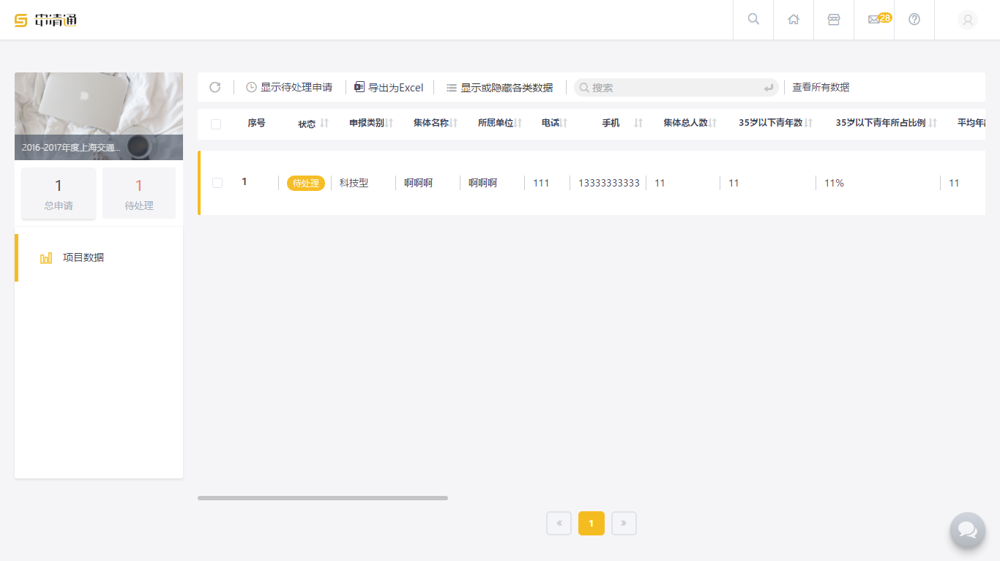 申请通
28
显示待处理申请 导出为Excel 显示或隐藏各类数据 搜索 查看所有数据
序号 状态 申报类别 集体名称 所属单位 电话 手机 集体总人数 35岁以下青年数 35岁以下青年所占比例 平均年
2016-2017年度上海交通...
1 待处理 科技型 啊啊啊 啊啊啊 111 13333333333 11 11 11% 11
1 1
总申请 待处理
项目数据
« 1 »